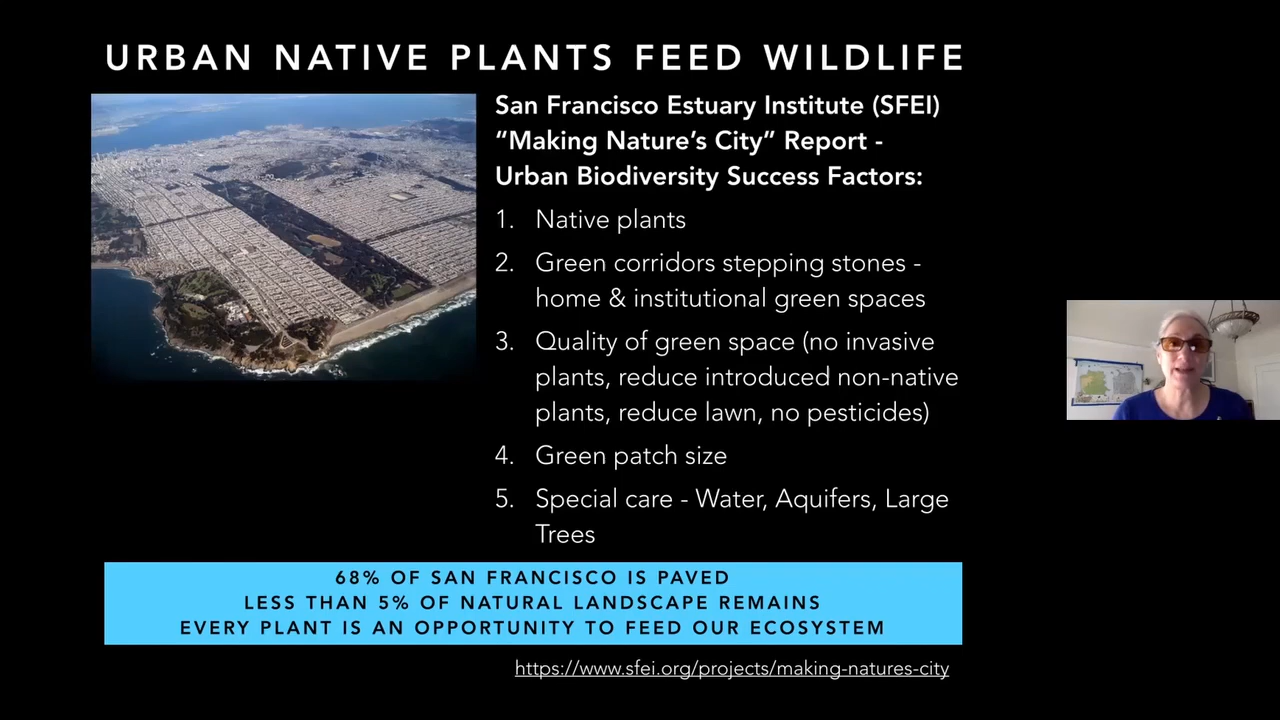 URBAN NATIVE PLANTS FEED WILDLIFE
San Francisco Estuary Institute (SFEI)
“Making Nature’s City” Report -
Urban Biodiversity Success Factors:
1. Native plants
2. Green corridors stepping stones -
home & institutional green spaces
3. Quality of green space (no invasive
plants, reduce introduced non-native
plants, reduce lawn, no pesticides)
4. Green patch size
5. Special care - Water, Aquifers, Large
Trees
68% OF SAN FRANCISCO IS PAVED
LESS THAN 5% OF NATURAL LANDSCAPE REMAINS
EVERY PLANT IS AN OPPORTUNITY TO FEED OUR ECOSYSTEM
https://www.sfei.org/projects/making-natures-city